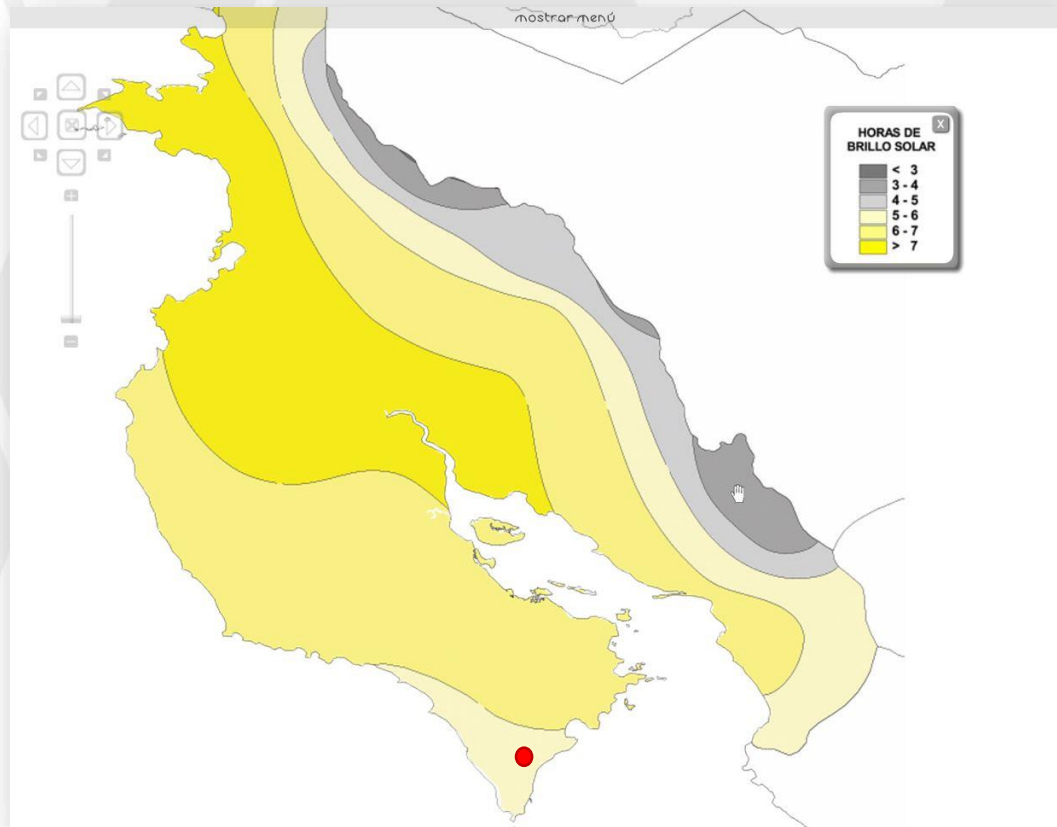 mostrar menú
X
HORAS DE
BRILLO SOLAR
< 3
3 - 4
4 - 5
5 - 6
6 - 7
> 7